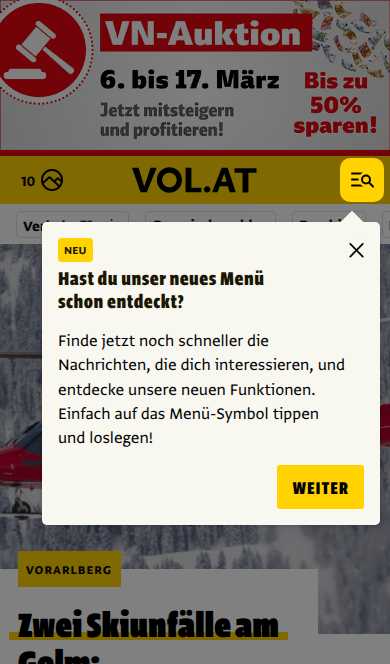 VN-Auktion
6. bis 17. März
Jetzt mitsteigern
und profitieren!
Bis zu
50%
sparen!
10
VOL.AT
NEU
Hast du unser neues Menü
schon entdeckt?
Finde jetzt noch schneller die
Nachrichten, die dich interessieren, und
entdecke unsere neuen Funktionen.
Einfach auf das Menü-Symbol tippen
und loslegen!
WEITER
VORARLBERG
Zwei Skiunfälle am
Golm: